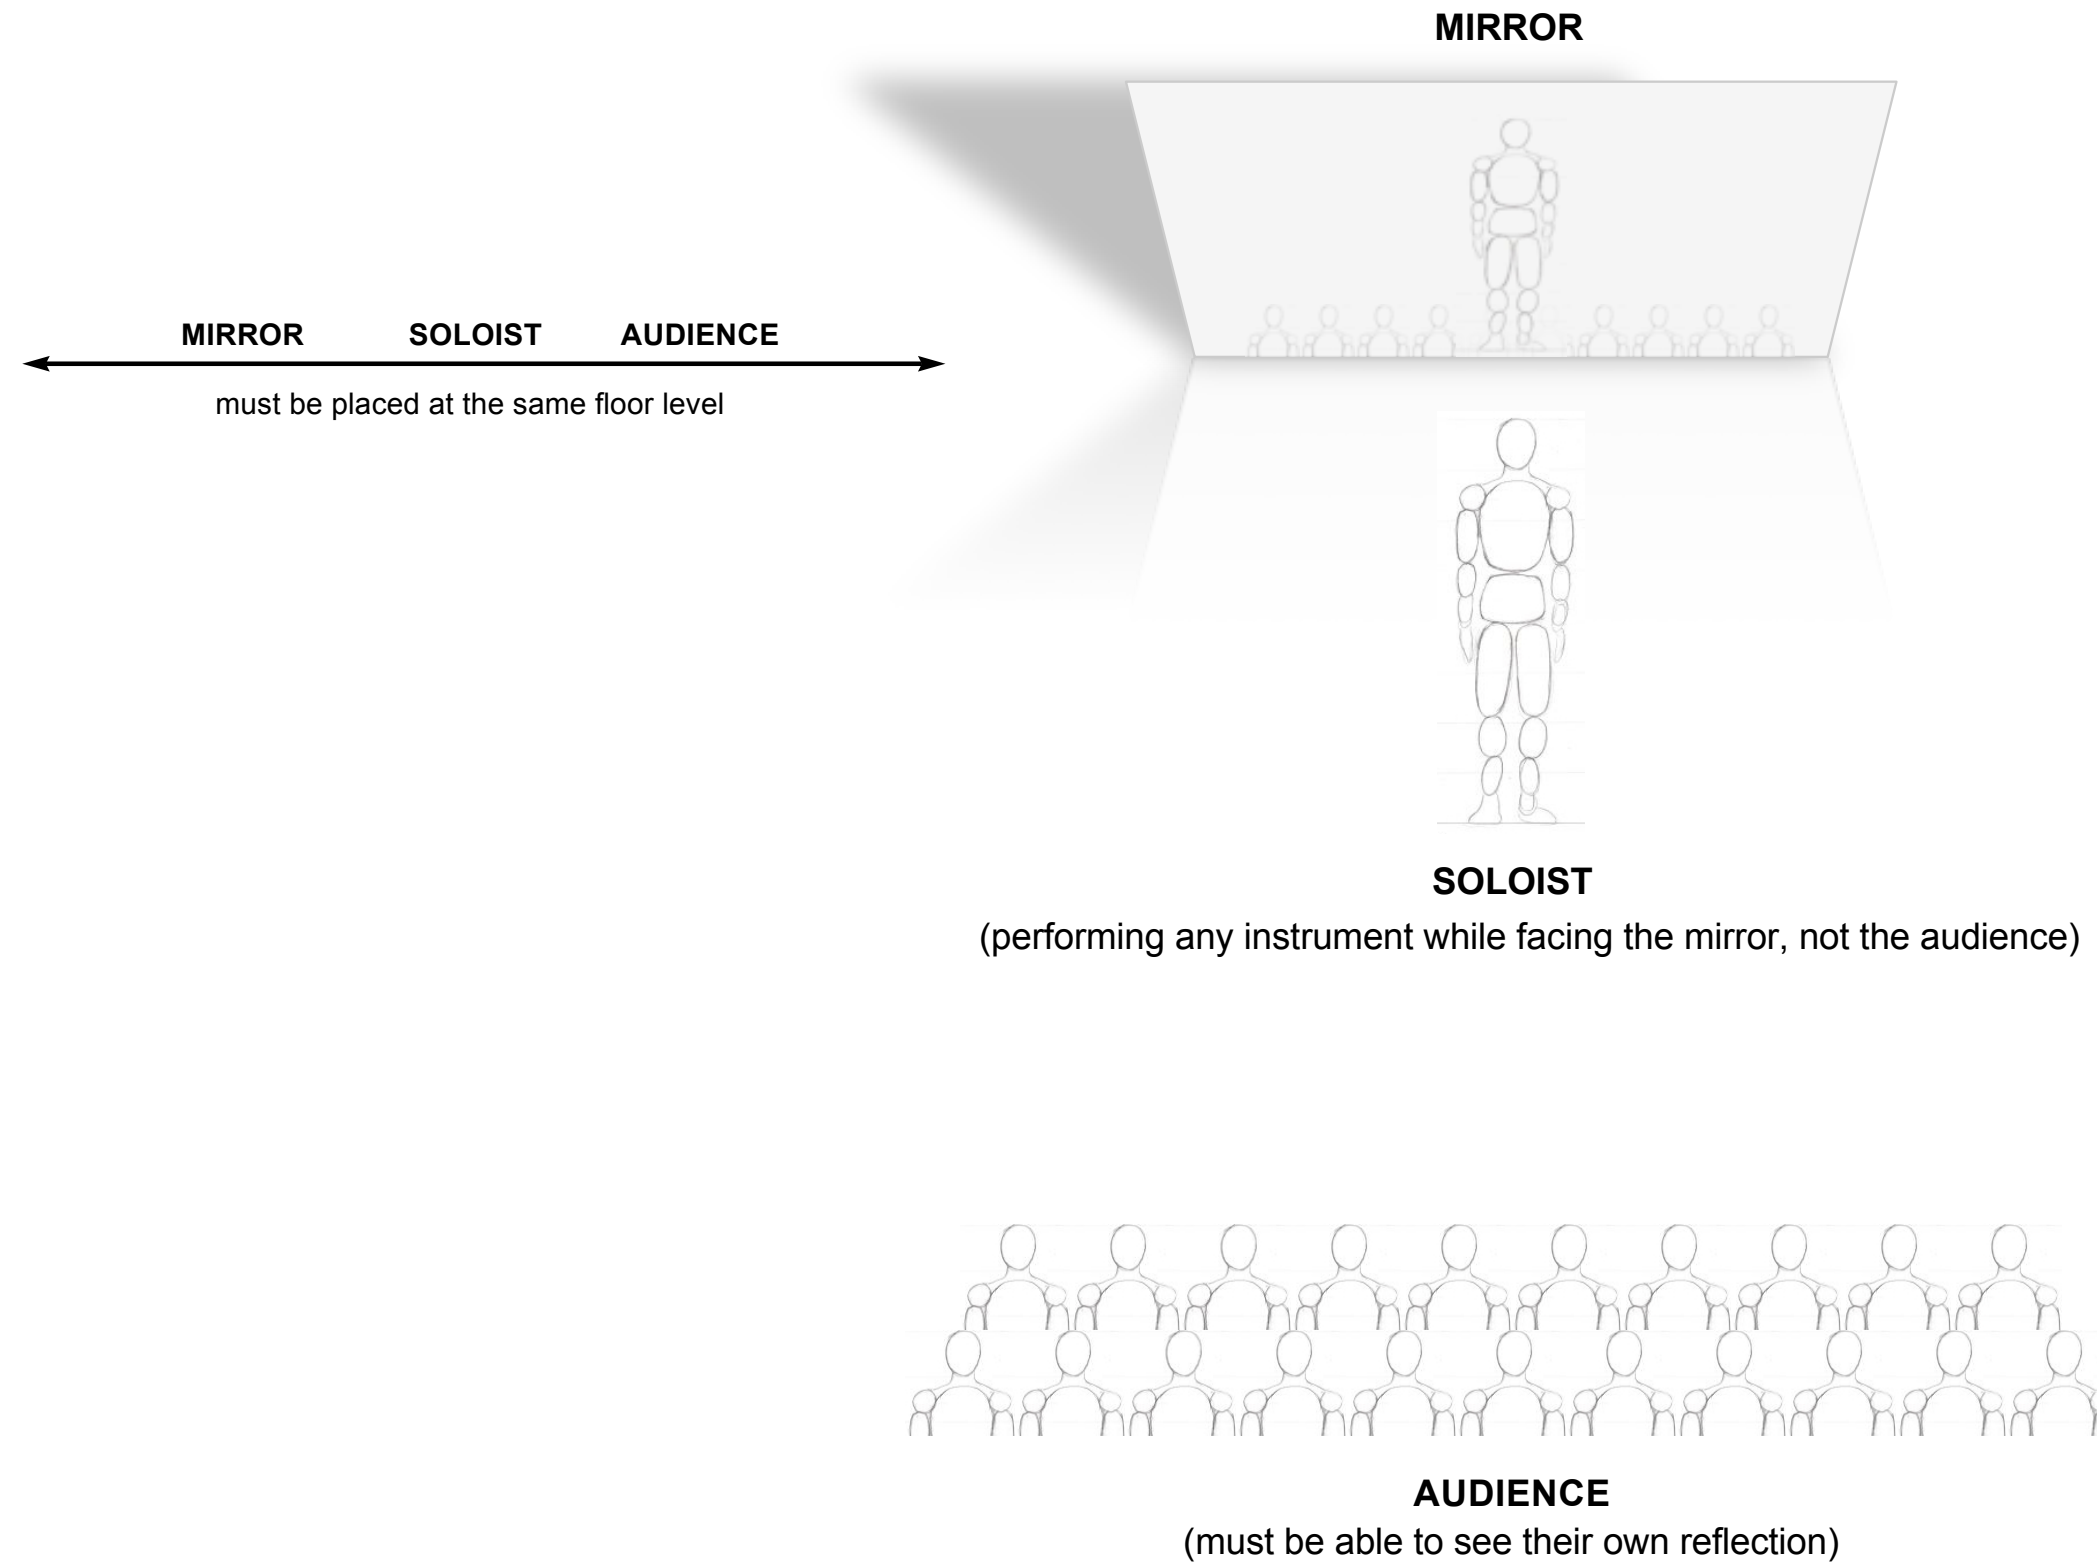 MIRROR
MIRROR SOLOIST AUDIENCE
must be placed at the same floor level
SOLOIST
(performing any instrument while facing the mirror, not the audience)
AUDIENCE
(must be able to see their own reflection)